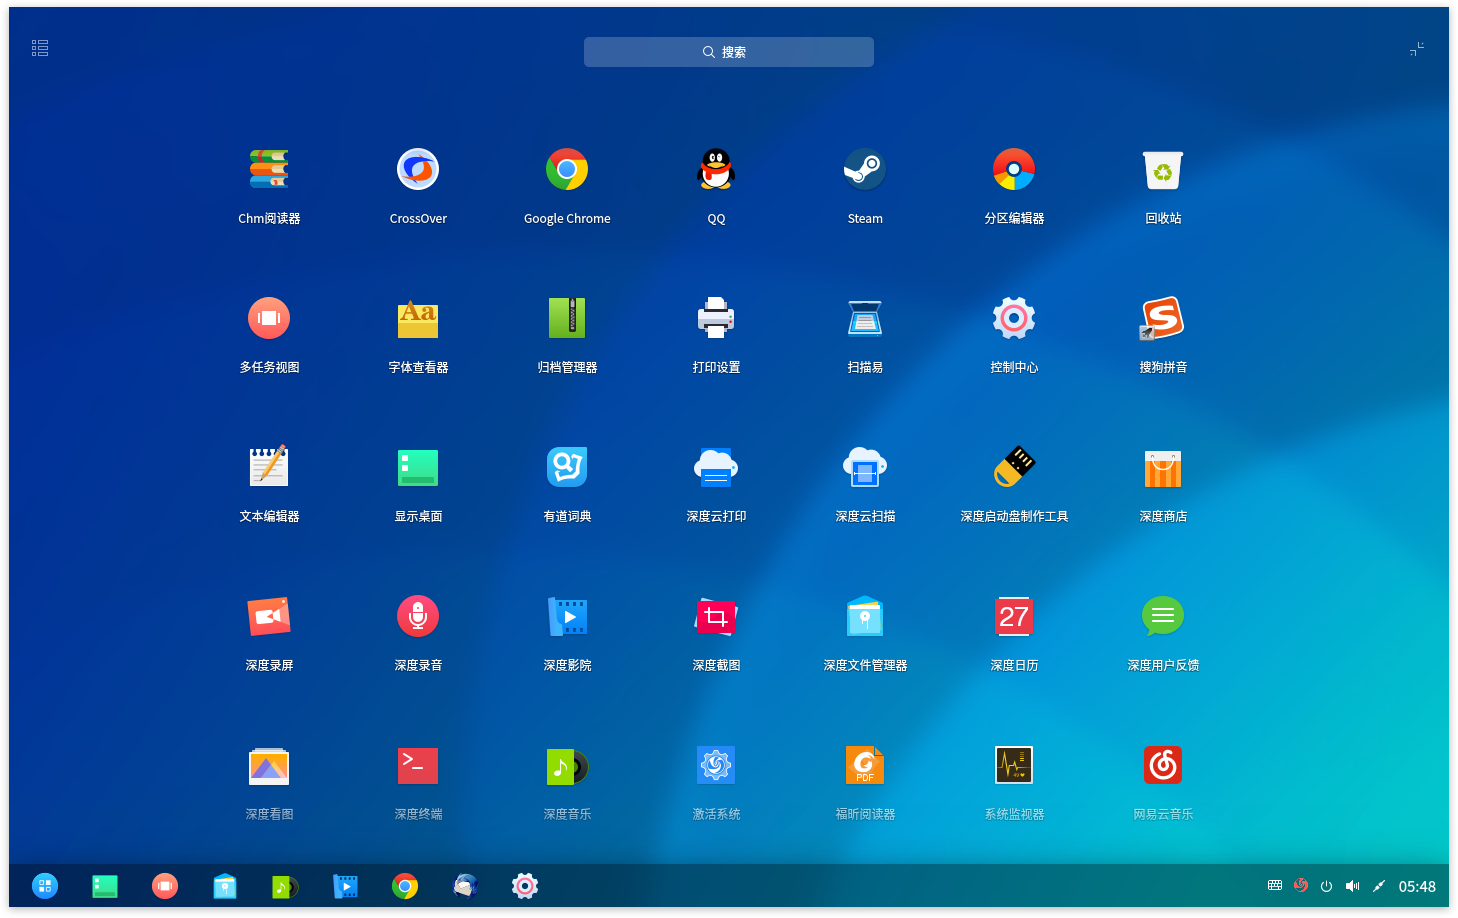 搜索
Chm阅读器
CrossOver
Google Chrome
QQ
Steam
分区编辑器
回收站
多任务视图
Aa
字体查看器
归档管理器
打印设置
扫描易
控制中心
搜狗拼音
文本编辑器
显示桌面
有道词典
深度云打印
深度云扫描
深度启动盘制作工具
深度商店
27
深度录屏
深度录音
深度影院
深度截图
深度文件管理器
深度日历
深度用户反馈
PDF
深度看图
深度终端
深度音乐
激活系统
福昕阅读器
系统监视器
网易云音乐
05:48